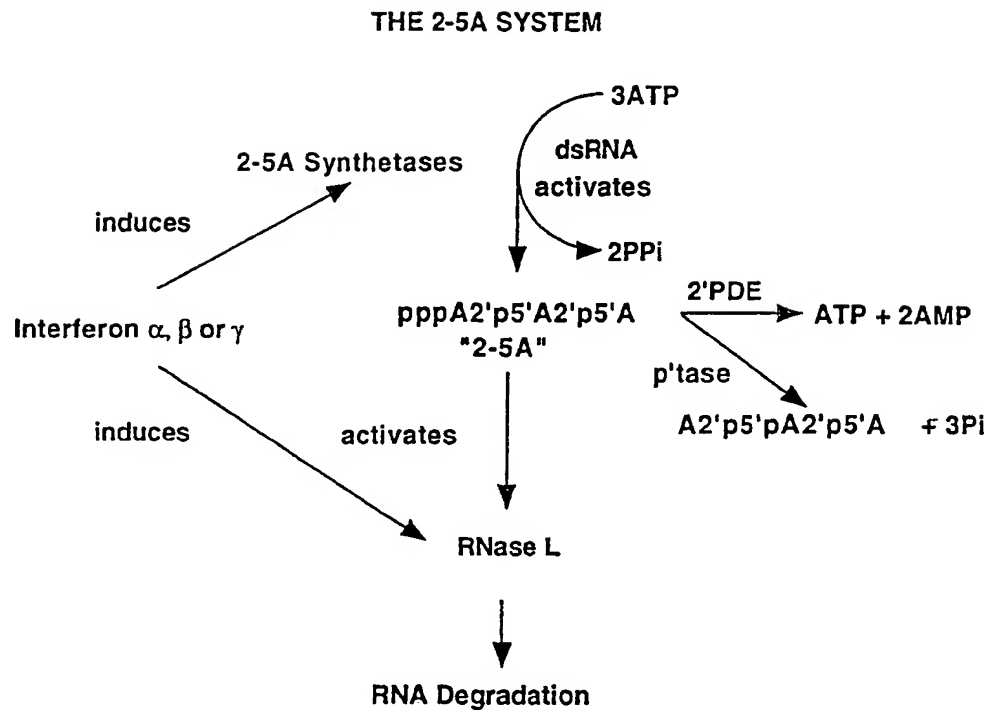 THE 2-5A SYSTEM
3ATP
dsRNA
activates
2-5A Synthetases
induces
2PPi
2'PDE
pppA2'p5'A2'p5'A
"2-5A"
ATP + 2AMP
Interferon α, β or γ
p'tase
A2'p5'pA2'p5'A + 3Pi
induces
activates
RNase L
RNA Degradation